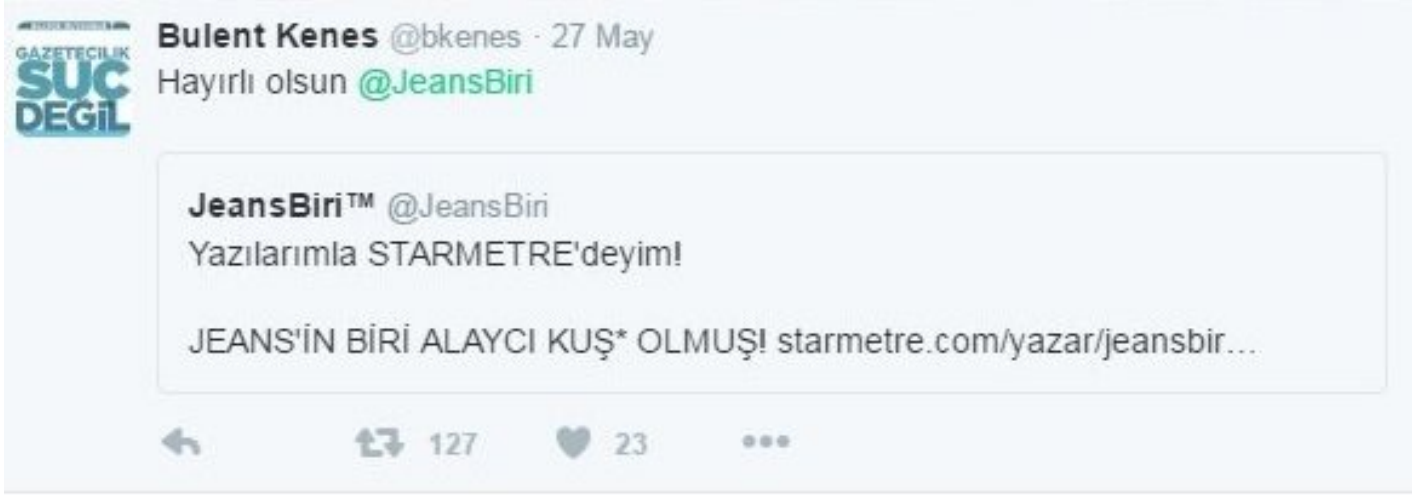 GAZETECILIK
SUÇ
DEGİL
Bulent Kenes @bkenes · 27 May
Hayırlı olsun @JeansBiri
JeansBiri™ @JeansBiri
Yazılarımla STARMETRE'deyim!
JEANS'İN BİRİ ALAYCI KUŞ* OLMUŞ! starmetre.com/yazar/jeansbir...
127 23